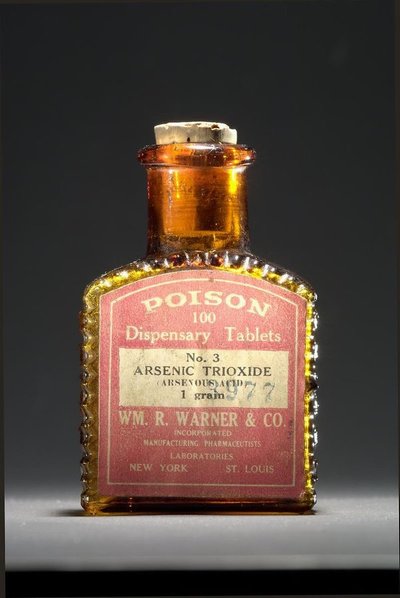 POISON
100
Dispensary Tablets
No. 3
ARSENIC TRIOXIDE
(ARSENOUS ACID)
1 grain 3977
WM. R. WARNER & CO.
INCORPORATED
MANUFACTURING PHARMACEUTISTS
LABORATORIES
NEW YORK ST. LOUIS